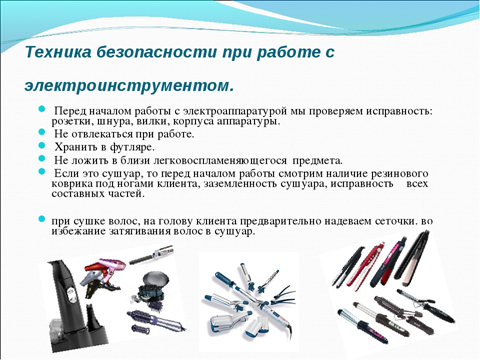 Техника безопасности при работе с
электроинструментом.
Перед началом работы с электроаппаратурой мы проверяем исправность:
розетки, шнура, вилки, корпуса аппаратуры.
Не отвлекаться при работе.
Хранить в футляре.
Не ложить в близи легковоспламеняющегося предмета.
Если это сушуар, то перед началом работы смотрим наличие резинового
коврика под ногами клиента, заземленность сушуара, исправность всех
составных частей.
при сушке волос, на голову клиента предварительно надеваем сеточки. во
избежание затягивания волос в сушуар.